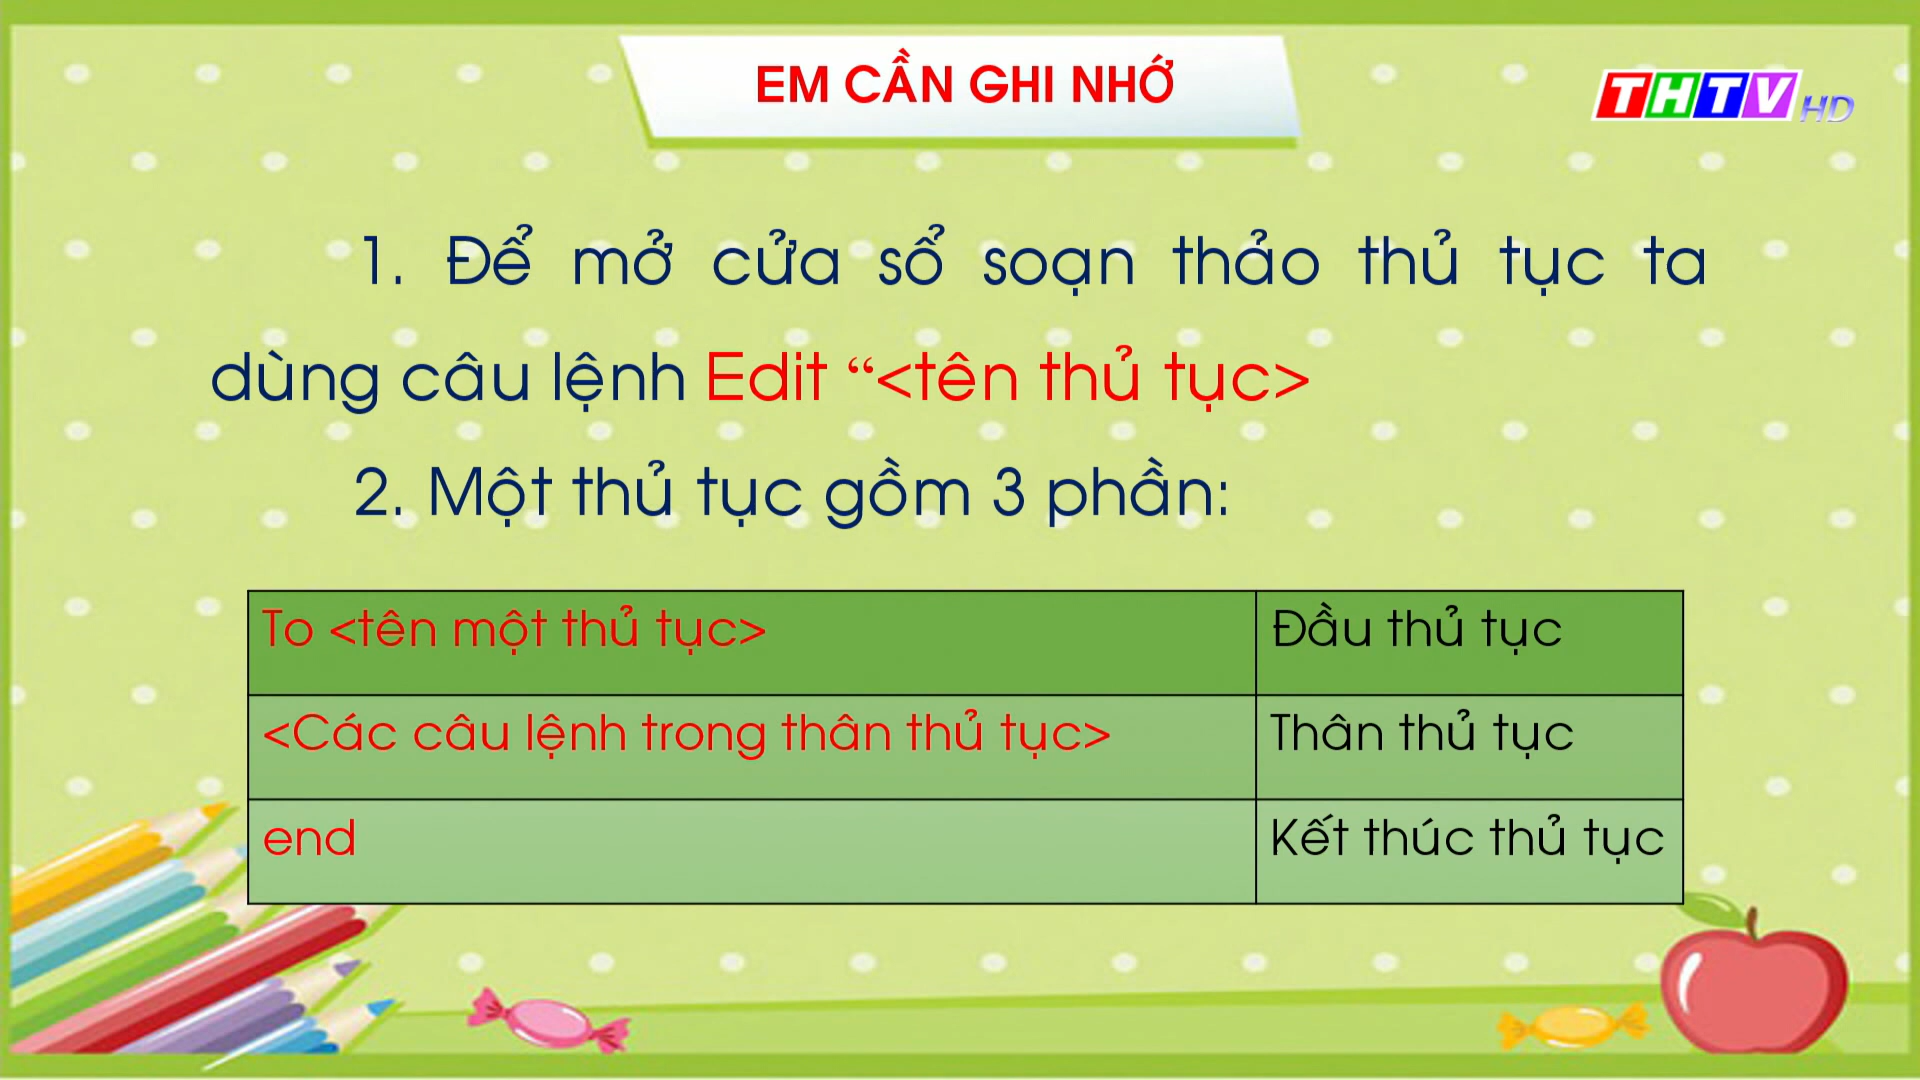 EM CẦN GHI NHỚ
THTV HD
1. Để mở cửa sổ soạn thảo thủ tục ta
dùng câu lệnh Edit “<tên thủ tục>
2. Một thủ tục gồm 3 phần:
To <tên một thủ tục> Đầu thủ tục
<Các câu lệnh trong thân thủ tục> Thân thủ tục
end Kết thúc thủ tục